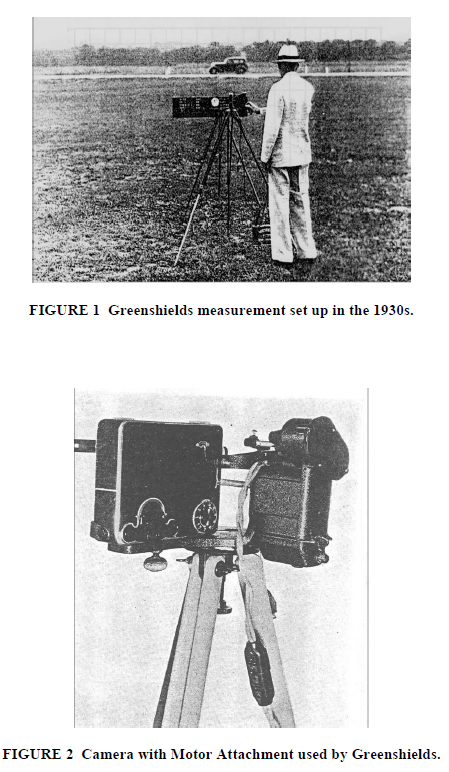 FIGURE 1 Greenshields measurement set up in the 1930s.
FIGURE 2 Camera with Motor Attachment used by Greenshields.